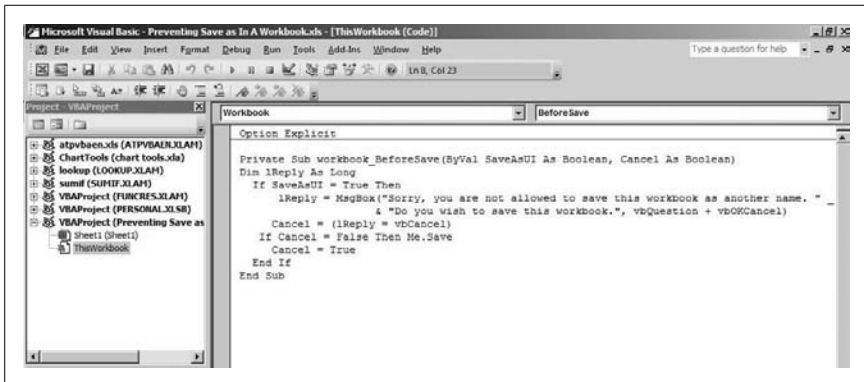 Microsoft Visual Basic - Preventing Save as In A Workbook.xls - [ThisWorkbook (Code)]
File Edit View Insert Format Debug Run Tools Add-Ins Window Help
Type a question for help
Ln 8, Col 23
Project - VBAProject
atpvbaen.xls (ATPVBAEN.XLAM)
ChartTools (chart tools.xla)
lookup (LOOKUP.XLAM)
sumif (SUMIF.XLAM)
VBAProject (FUNCRES.XLAM)
VBAProject (PERSONAL.XLSB)
VBAProject (Preventing Save as
Sheet1 (Sheet1)
ThisWorkbook
Workbook
BeforeSave
Option Explicit
Private Sub workbook_BeforeSave(ByVal SaveAsUI As Boolean, Cancel As Boolean)
Dim lReply As Long
If SaveAsUI = True Then
lReply = MsgBox("Sorry, you are not allowed to save this workbook as another name. " _
& "Do you wish to save this workbook.", vbQuestion + vbOKCancel)
Cancel = (lReply = vbCancel)
If Cancel = False Then Me.Save
Cancel = True
End If
End Sub